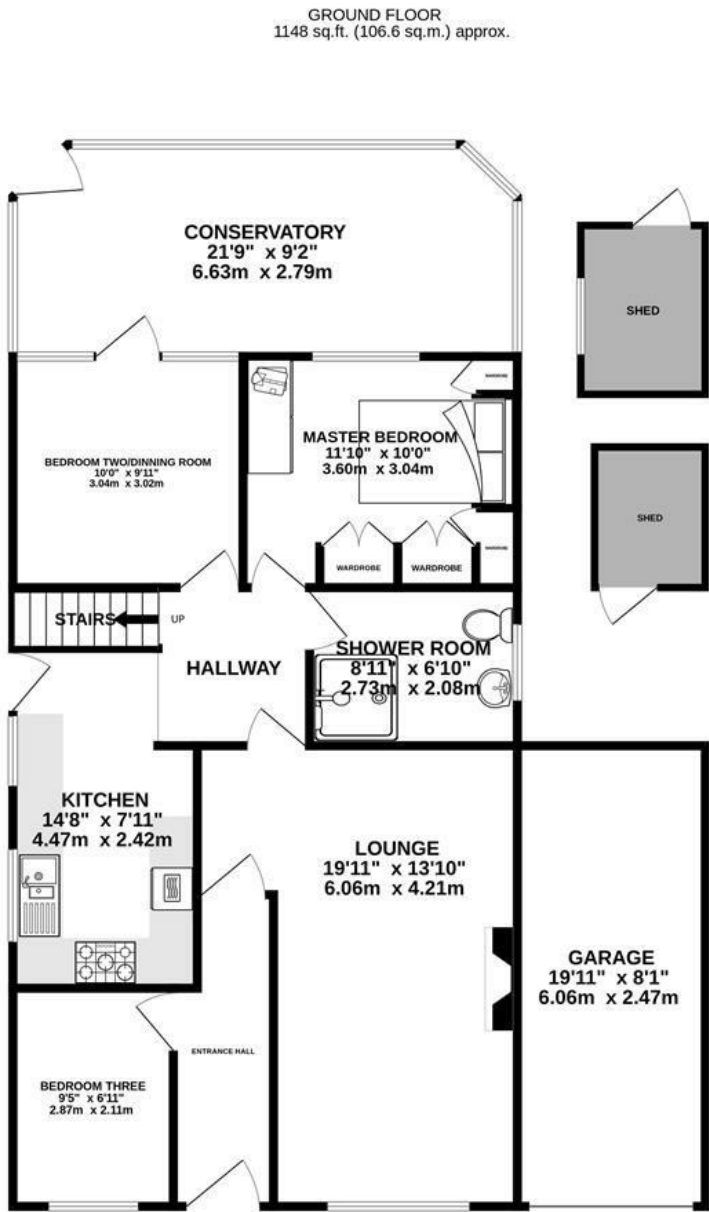 GROUND FLOOR
1148 sq.ft. (106.6 sq.m.) approx.
CONSERVATORY
21'9" x 9'2"
6.63m x 2.79m
SHED
WARDROBE
MASTER BEDROOM
11'10" x 10'0"
3.60m x 3.04m
BEDROOM TWO/DINNING ROOM
10'0" x 9'11"
3.04m x 3.02m
WARDROBE
WARDROBE
WARDROBE
SHED
STAIRS
UP
HALLWAY
SHOWER ROOM
8'11" x 6'10"
2.73m x 2.08m
KITCHEN
14'8" x 7'11"
4.47m x 2.42m
LOUNGE
19'11" x 13'10"
6.06m x 4.21m
GARAGE
19'11" x 8'1"
6.06m x 2.47m
ENTRANCE HALL
BEDROOM THREE
9'5" x 6'11"
2.87m x 2.11m